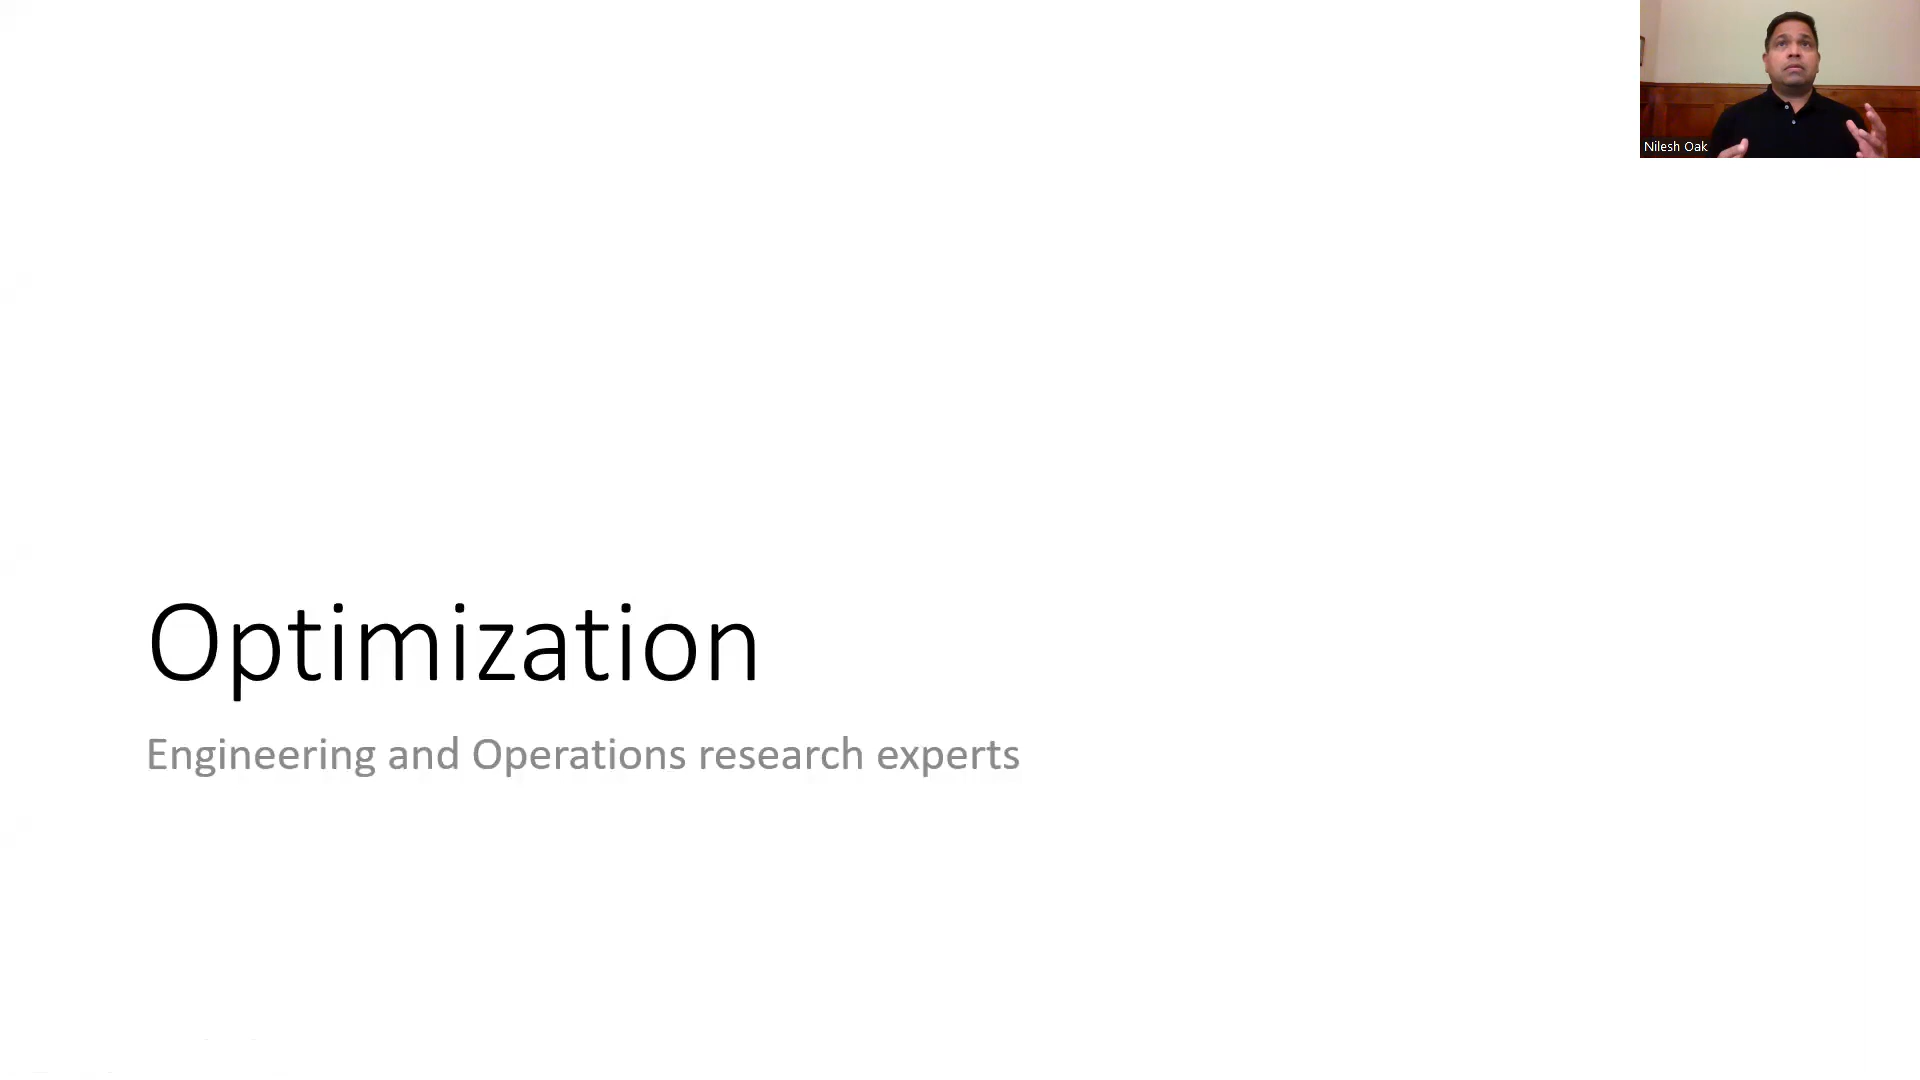 Nilesh Oak
Optimization
Engineering and Operations research experts